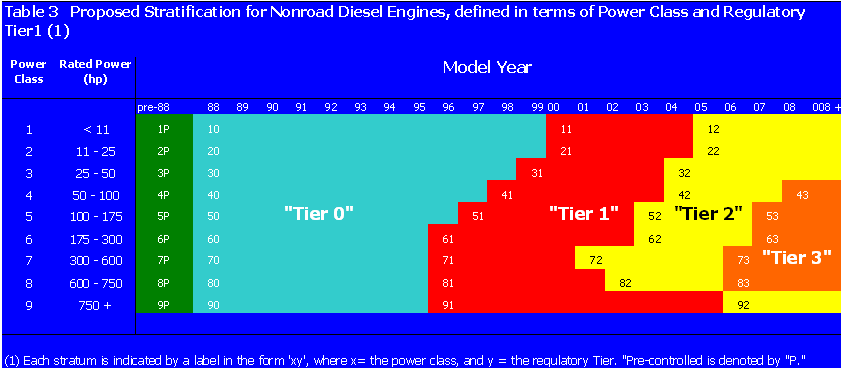 Table 3 Proposed Stratification for Nonroad Diesel Engines, defined in terms of Power Class and Regulatory
Tier1 (1)
Power Class Rated Power (hp) Model Year
pre-88 88 89 90 91 92 93 94 95 96 97 98 99 00 01 02 03 04 05 06 07 08 008 +
1 < 11 1P 10 11 12
2 11 - 25 2P 20 21 22
3 25 - 50 3P 30 31 32
4 50 - 100 4P 40 41 42 43
5 100 - 175 5P 50 "Tier 0" 51 "Tier 1" 52 "Tier 2" 53
6 175 - 300 6P 60 61 62 63
7 300 - 600 7P 70 71 72 73 "Tier 3"
8 600 - 750 8P 80 81 82 83
9 750 + 9P 90 91 92
(1) Each stratum is indicated by a label in the form 'xy', where x= the power class, and y = the regulatory Tier. "Pre-controlled is denoted by "P."